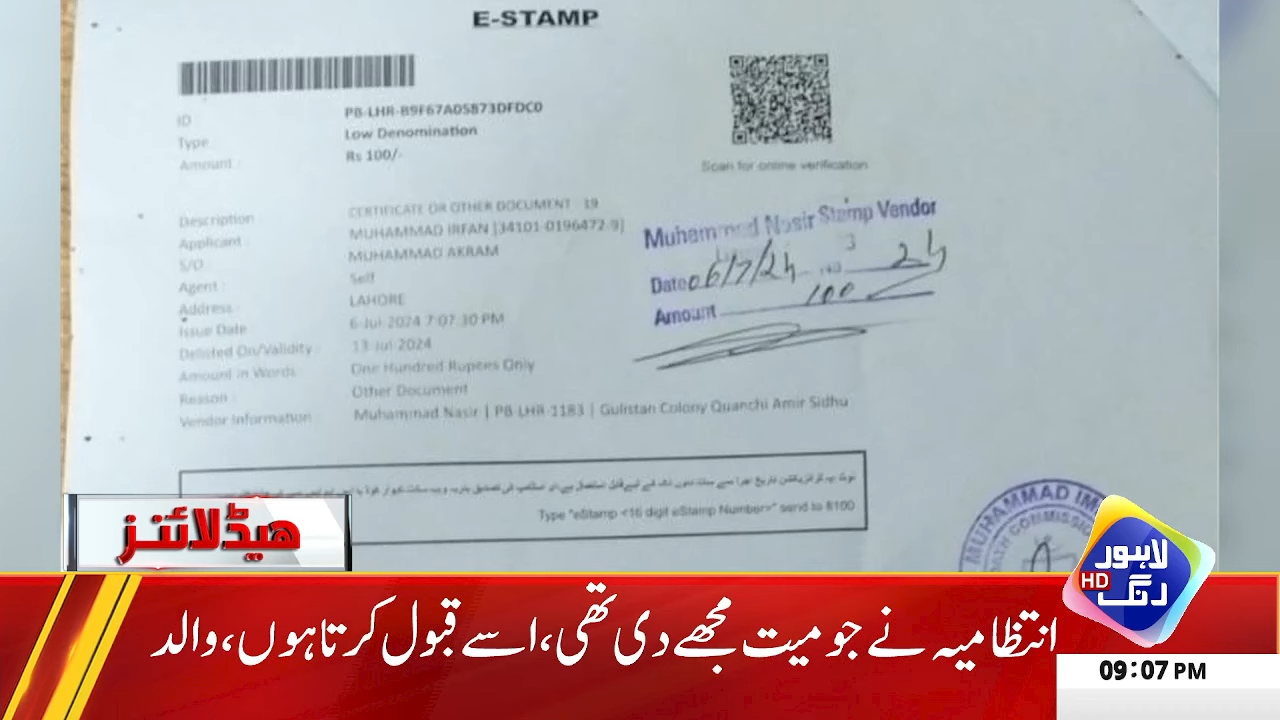 E-STAMP
ID PB-LHR-B9F67A05873DFDC0
Type Low Denomination
Amount : Rs 100/-
Scan for online verification
Description CERTIFICATE OR OTHER DOCUMENT - 19
Applicant : MUHAMMAD IRFAN [34101-0196472-9]
S/O MUHAMMAD AKRAM
Agent : Self
Address : LAHORE
Issue Date 6-Jul-2024 7:07:30 PM
Delisted On/Validity : 13-Jul-2024
Amount in Words One Hundred Rupees Only
Reason : Other Document
Vendor Information Muhammad Nasir | PB-LHR-1183 | Gulistan Colony Quanchi Amir Sidhu
Muhammad Nasir Stamp Vendor
Date 06/7/24
Amount 100
Type "eStamp <16 digit eStamp Number>" send to 8100
MUHAMMAD
ہیڈلائنز
لاہور
رنگ
HD
انتظامیہ نے جو میت مجھے دی تھی، اسے قبول کرتا ہوں، والد
09:07 PM